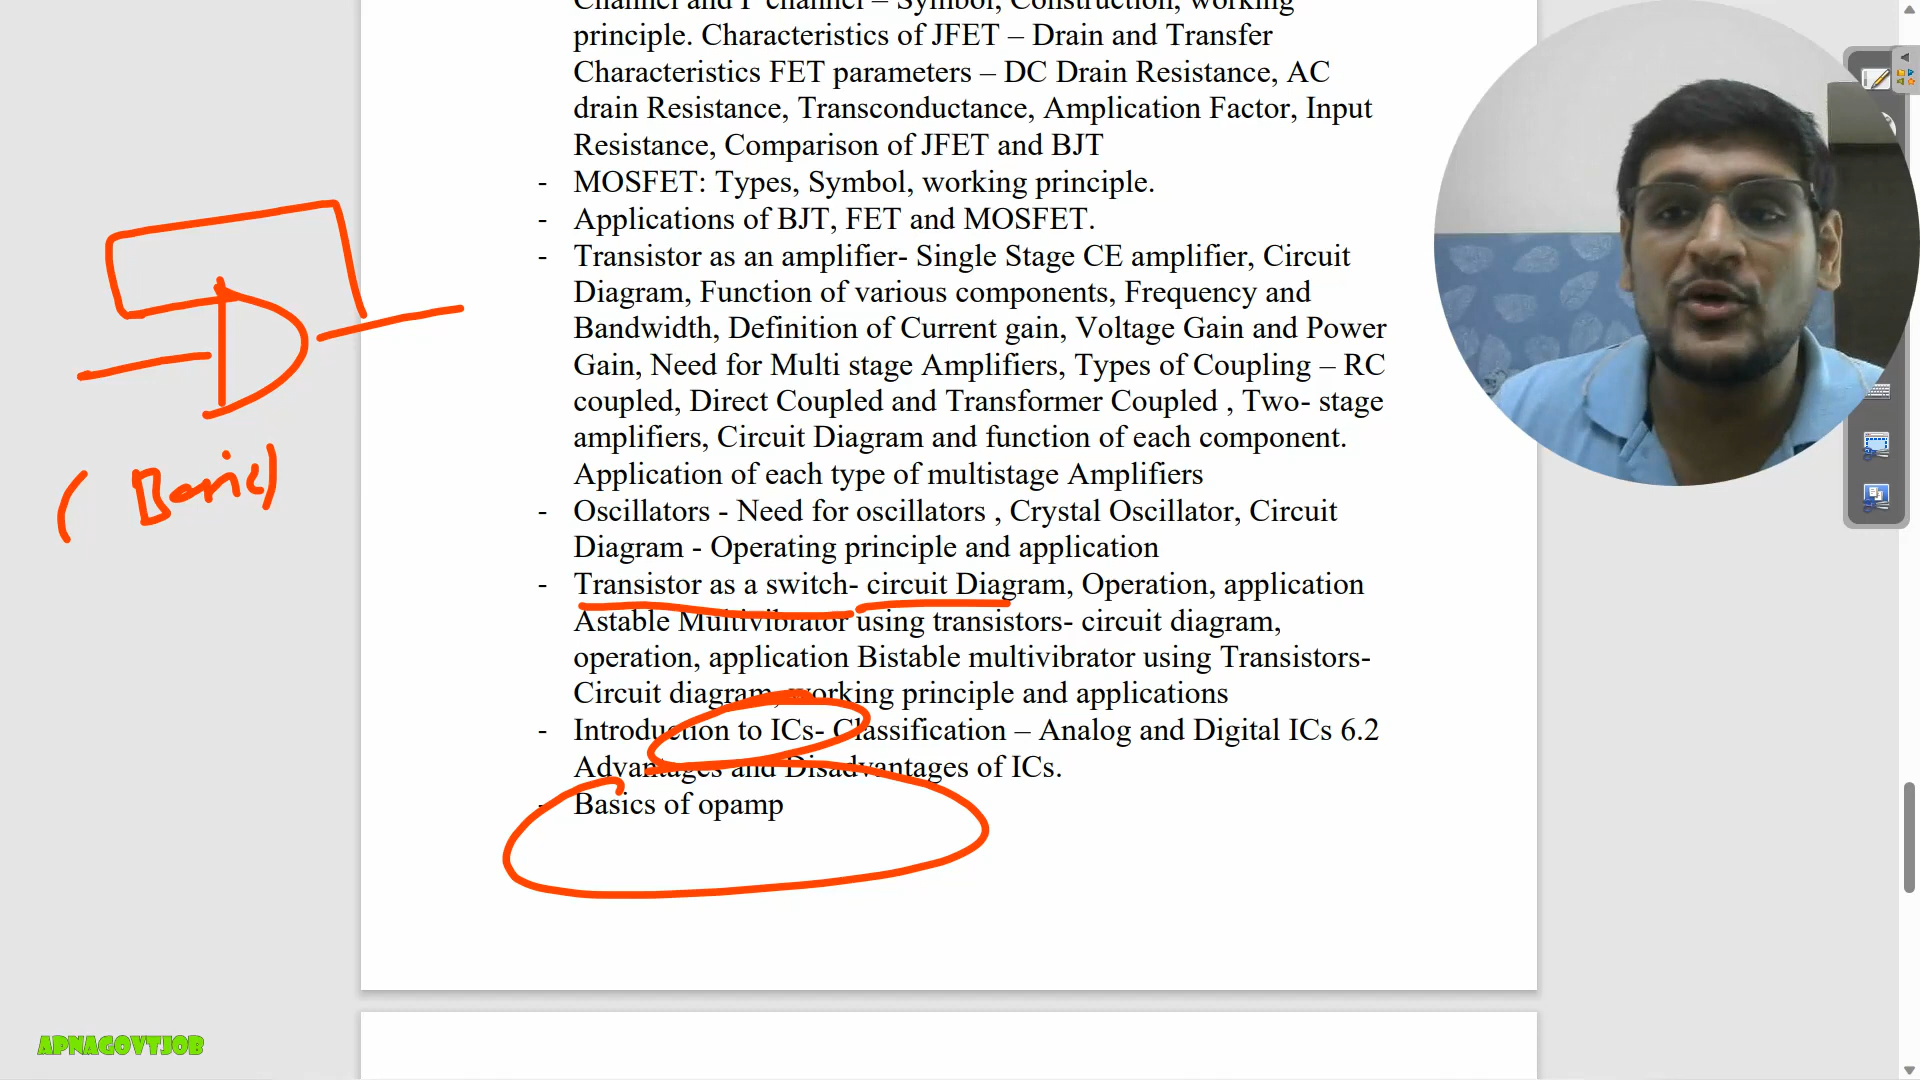 Channel and P channel – Symbol, Construction, working
principle. Characteristics of JFET – Drain and Transfer
Characteristics FET parameters – DC Drain Resistance, AC
drain Resistance, Transconductance, Amplication Factor, Input
Resistance, Comparison of JFET and BJT
- MOSFET: Types, Symbol, working principle.
- Applications of BJT, FET and MOSFET.
- Transistor as an amplifier- Single Stage CE amplifier, Circuit
Diagram, Function of various components, Frequency and
Bandwidth, Definition of Current gain, Voltage Gain and Power
Gain, Need for Multi stage Amplifiers, Types of Coupling – RC
coupled, Direct Coupled and Transformer Coupled , Two- stage
amplifiers, Circuit Diagram and function of each component.
Application of each type of multistage Amplifiers
- Oscillators - Need for oscillators , Crystal Oscillator, Circuit
Diagram - Operating principle and application
- Transistor as a switch- circuit Diagram, Operation, application
Astable Multivibrator using transistors- circuit diagram,
operation, application Bistable multivibrator using Transistors-
Circuit diagram, working principle and applications
- Introduction to ICs- Classification – Analog and Digital ICs 6.2
Advantages and Disadvantages of ICs.
- Basics of opamp
(Basic)
APNAGOVTJOB